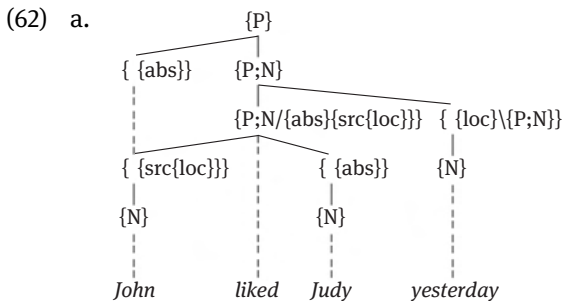 (62) a. {P}
{ {abs}} {P;N}
{P;N/{abs}{src{loc}}} { {loc}\{P;N}}
{ {src{loc}}} { {abs}} {N}
{N} {N}
John liked Judy yesterday